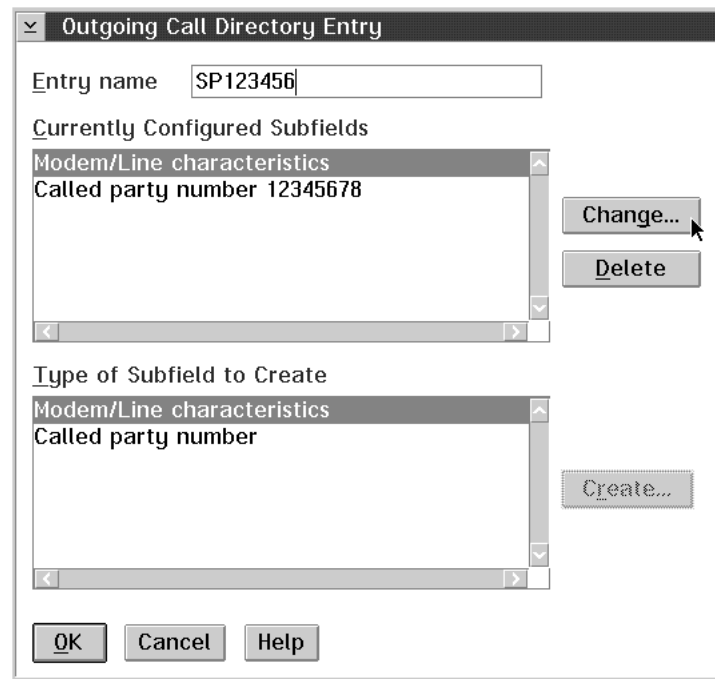 Outgoing Call Directory Entry
Entry name SP123456
Currently Configured Subfields
Modem/Line characteristics
Called party number 12345678
Change...
Delete
Type of Subfield to Create
Modem/Line characteristics
Called party number
Create...
OK Cancel Help